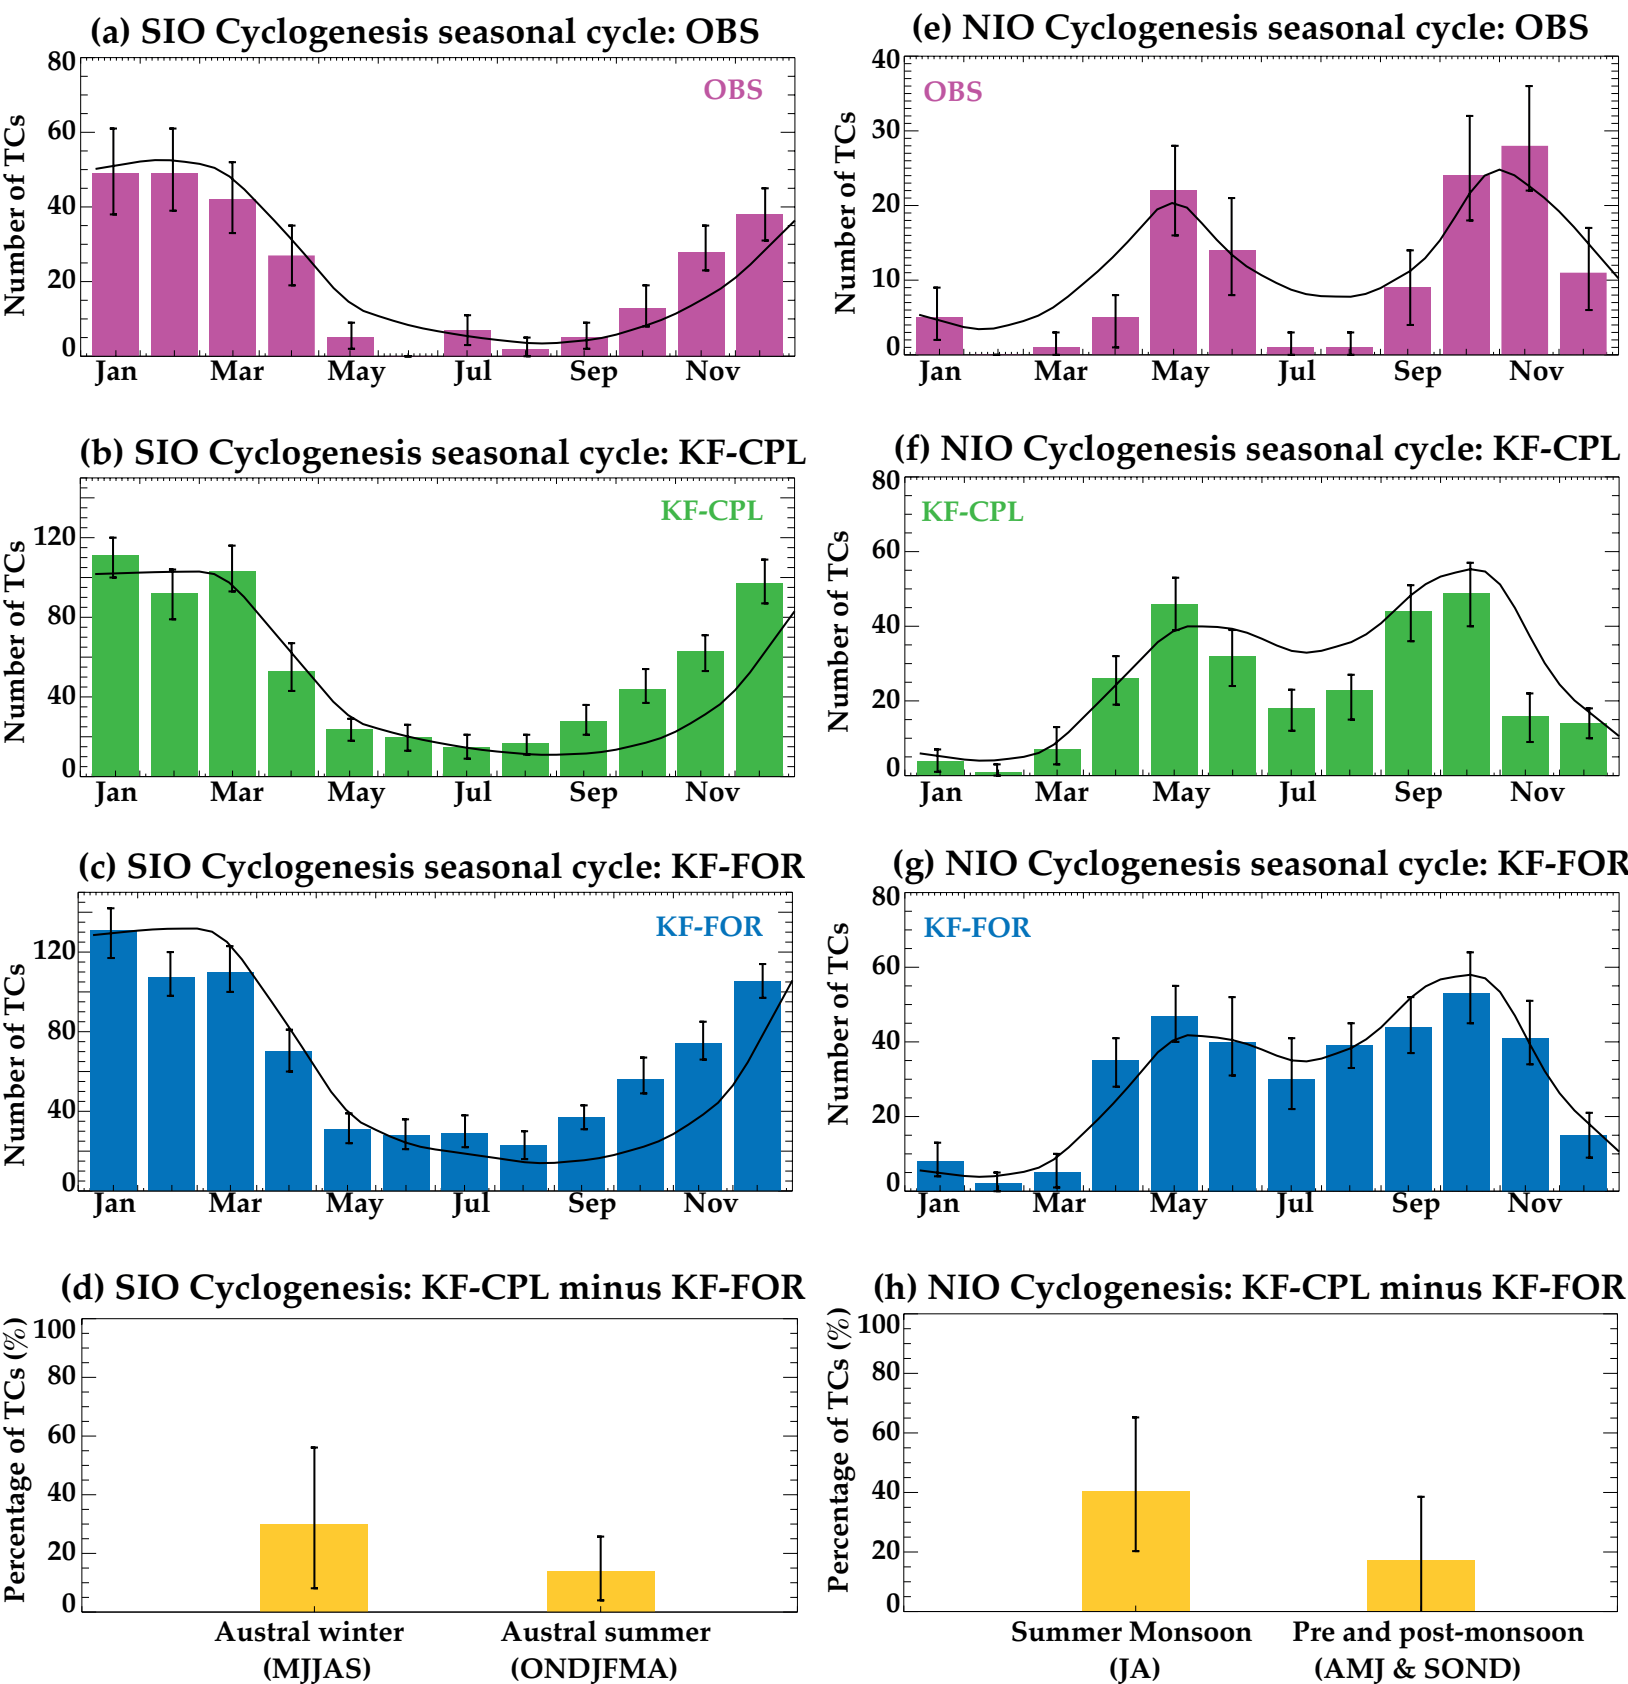 (a) SIO Cyclogenesis seasonal cycle: OBS
Number of TCs
80
60
40
20
0
OBS
Jan Mar May Jul Sep Nov
(b) SIO Cyclogenesis seasonal cycle: KF-CPL
Number of TCs
120
80
40
0
KF-CPL
Jan Mar May Jul Sep Nov
(c) SIO Cyclogenesis seasonal cycle: KF-FOR
Number of TCs
120
80
40
0
KF-FOR
Jan Mar May Jul Sep Nov
(d) SIO Cyclogenesis: KF-CPL minus KF-FOR
Percentage of TCs (%)
100
80
60
40
20
0
Austral winter Austral summer
(MJJAS) (ONDJFMA)
(e) NIO Cyclogenesis seasonal cycle: OBS
Number of TCs
40
30
20
10
0
OBS
Jan Mar May Jul Sep Nov
(f) NIO Cyclogenesis seasonal cycle: KF-CPL
Number of TCs
80
60
40
20
0
KF-CPL
Jan Mar May Jul Sep Nov
(g) NIO Cyclogenesis seasonal cycle: KF-FOR
Number of TCs
80
60
40
20
0
KF-FOR
Jan Mar May Jul Sep Nov
(h) NIO Cyclogenesis: KF-CPL minus KF-FOR
Percentage of TCs (%)
100
80
60
40
20
0
Summer Monsoon Pre and post-monsoon
(JA) (AMJ & SOND)